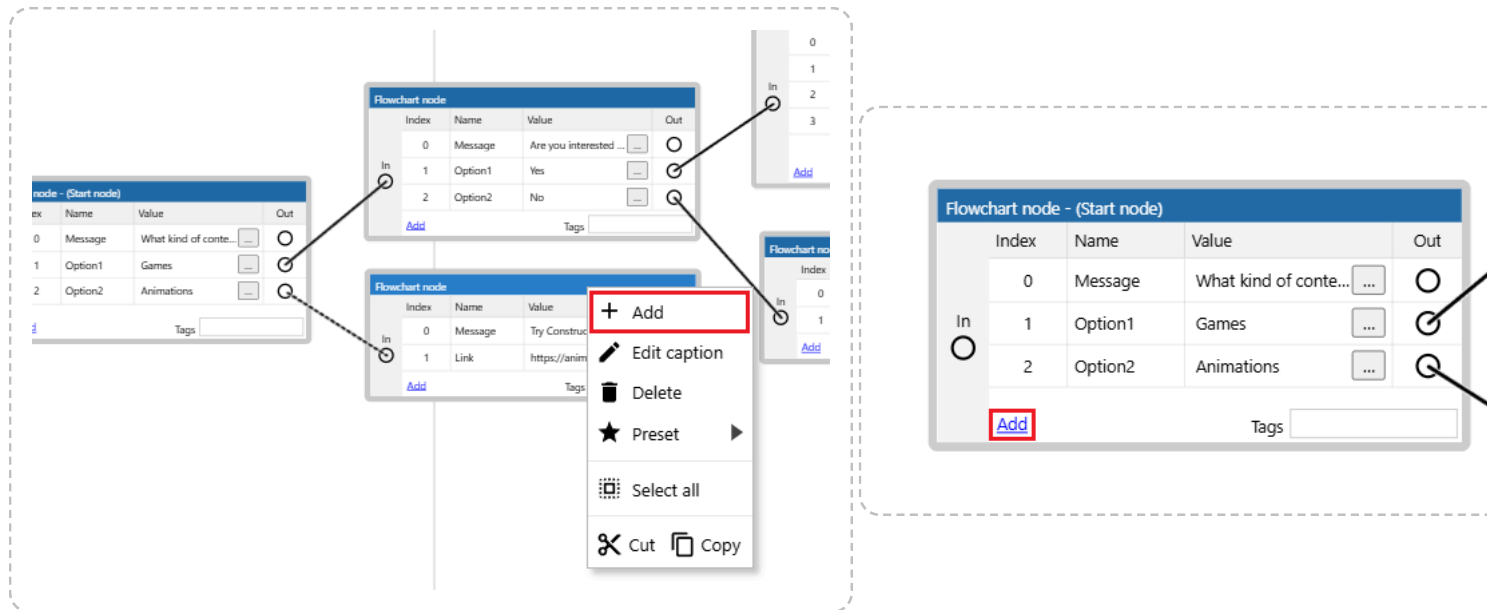 node - (Start node)
Name Value Out
0 Message What kind of conte... ...
1 Option1 Games ...
2 Option2 Animations ...
Tags
Flowchart node
Index Name Value Out
0 Message Are you interested ... ...
In
1 Option1 Yes ...
2 Option2 No ...
Add Tags
Flowchart node
Index Name Value
0 Message Try Construc
In
1 Link https://anim
Add Tags
0
1
In
2
3
Add
Flowchart no
Index
0
In
1
Add
Add
Edit caption
Delete
Preset
Select all
Cut Copy
Flowchart node - (Start node)
Index Name Value Out
0 Message What kind of conte... ...
In
1 Option1 Games ...
2 Option2 Animations ...
Add Tags